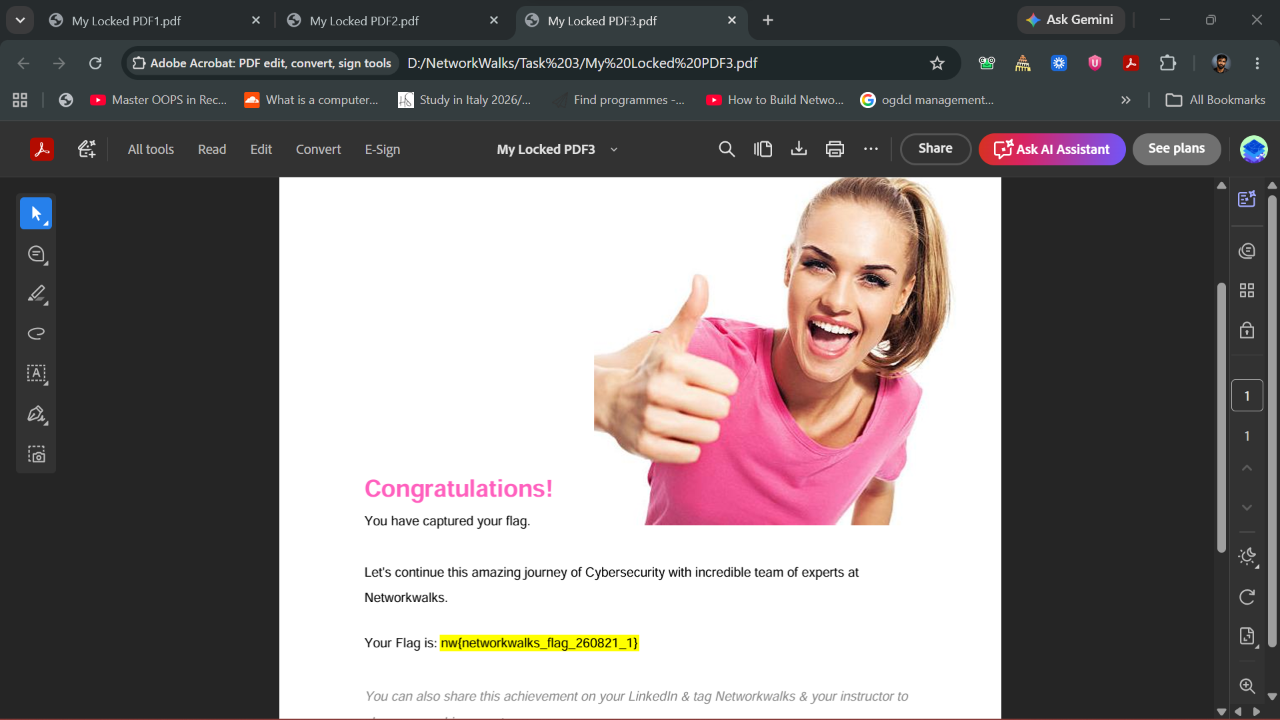 My Locked PDF1.pdf
My Locked PDF2.pdf
My Locked PDF3.pdf
Ask Gemini
Adobe Acrobat: PDF edit, convert, sign tools
D:/NetworkWalks/Task%203/My%20Locked%20PDF3.pdf
Master OOPS in Rec...
What is a computer...
Study in Italy 2026/...
Find programmes -...
How to Build Netwo...
ogdcl management...
»
All Bookmarks
All tools
Read
Edit
Convert
E-Sign
My Locked PDF3
Share
Ask AI Assistant
See plans
1
1
Congratulations!
You have captured your flag.
Let's continue this amazing journey of Cybersecurity with incredible team of experts at
Networkwalks.
Your Flag is: nw{networkwalks_flag_260821_1}
You can also share this achievement on your LinkedIn & tag Networkwalks & your instructor to